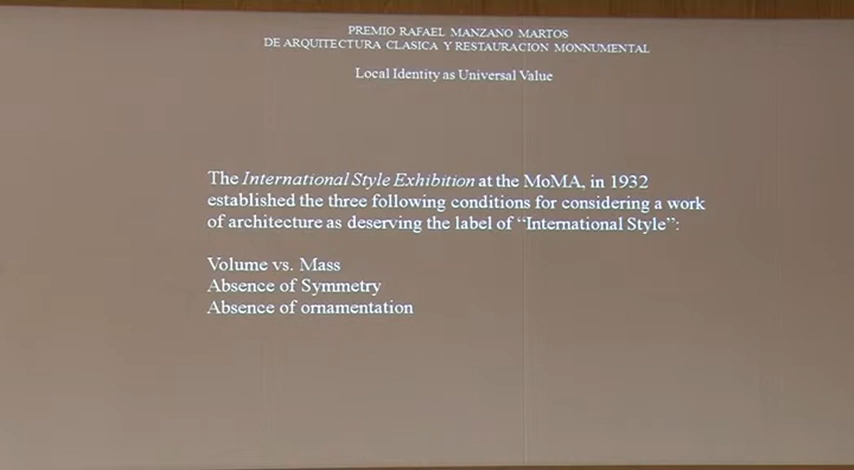 PREMIO RAFAEL MANZANO MARTOS
DE ARQUITECTURA CLASICA Y RESTAURACION MONNUMENTAL
Local Identity as Universal Value
The International Style Exhibition at the MoMA, in 1932
established the three following conditions for considering a work
of architecture as deserving the label of “International Style”:
Volume vs. Mass
Absence of Symmetry
Absence of ornamentation